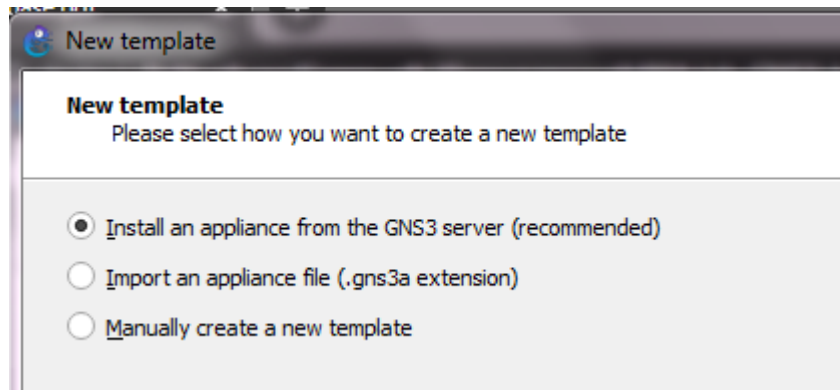 New template
New template
Please select how you want to create a new template
Install an appliance from the GNS3 server (recommended)
Import an appliance file (.gns3a extension)
Manually create a new template